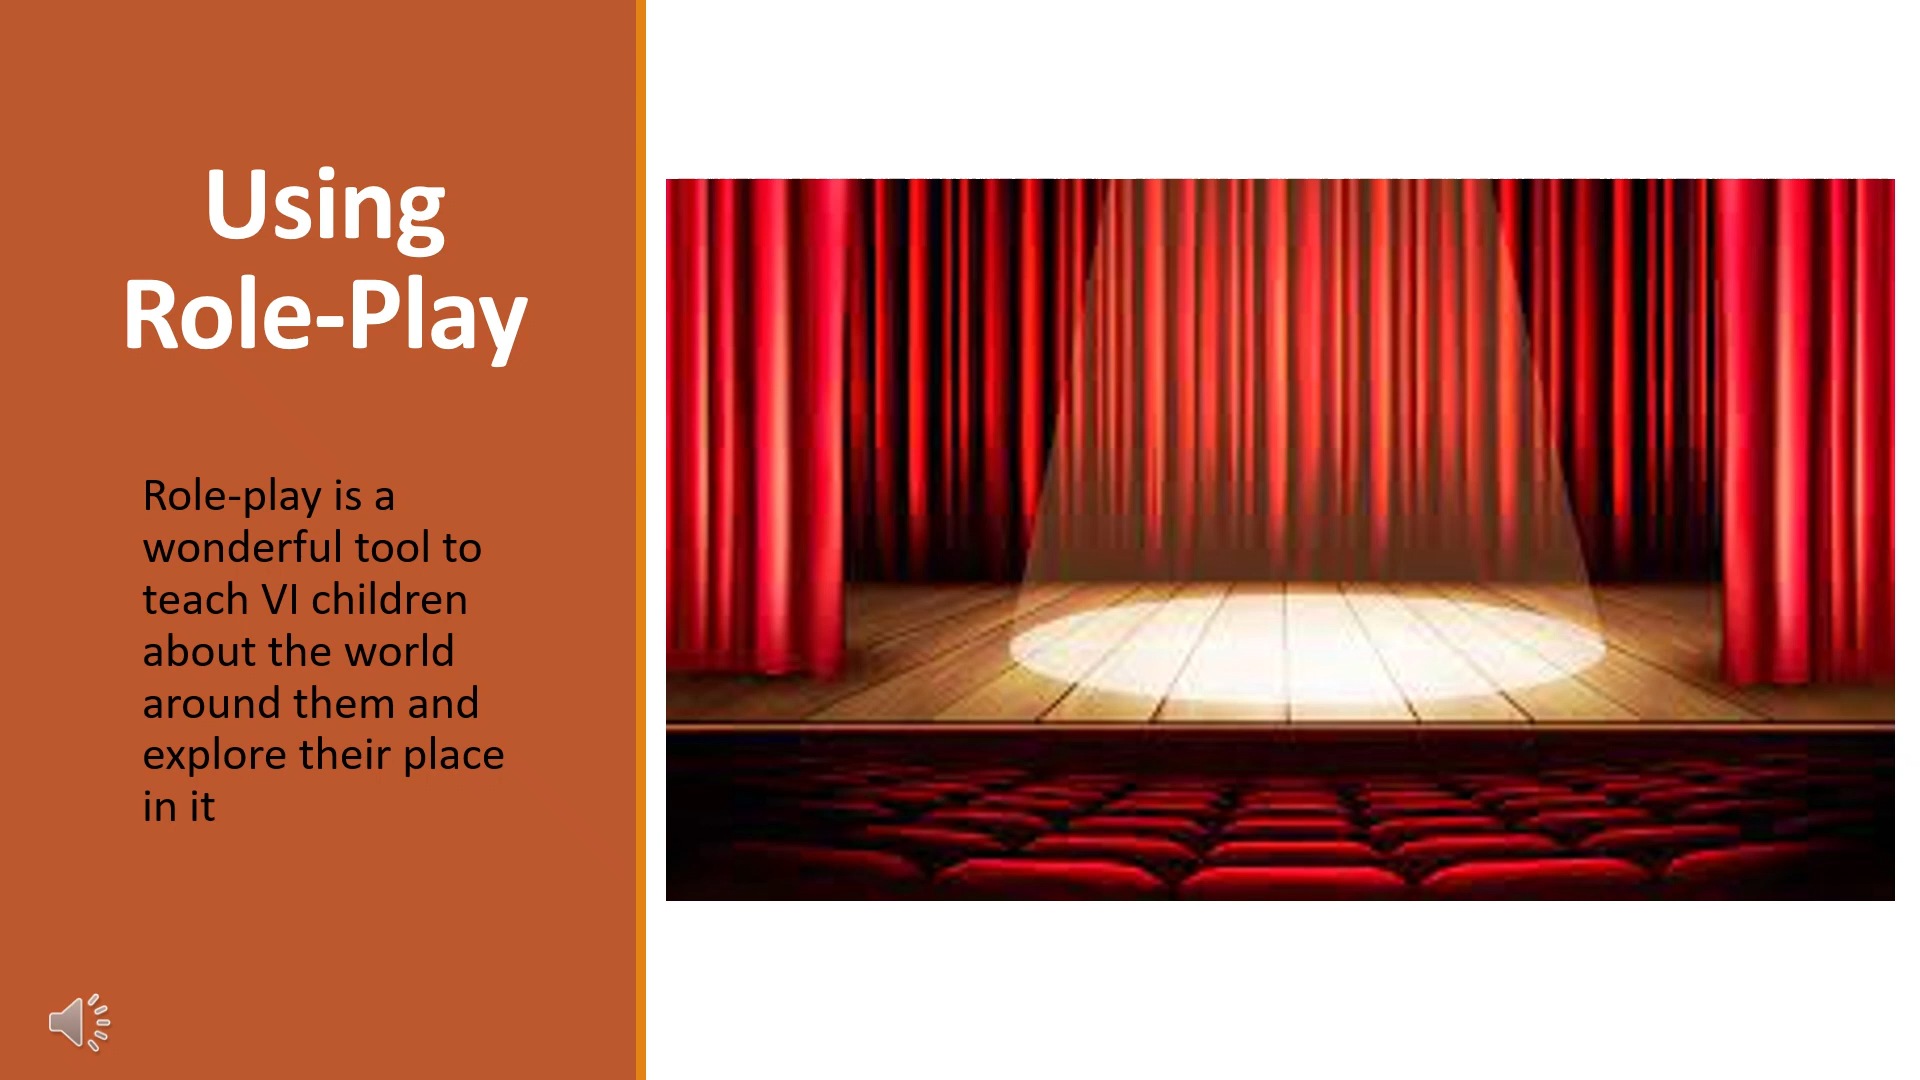 Using
Role-Play
Role-play is a
wonderful tool to
teach VI children
about the world
around them and
explore their place
in it